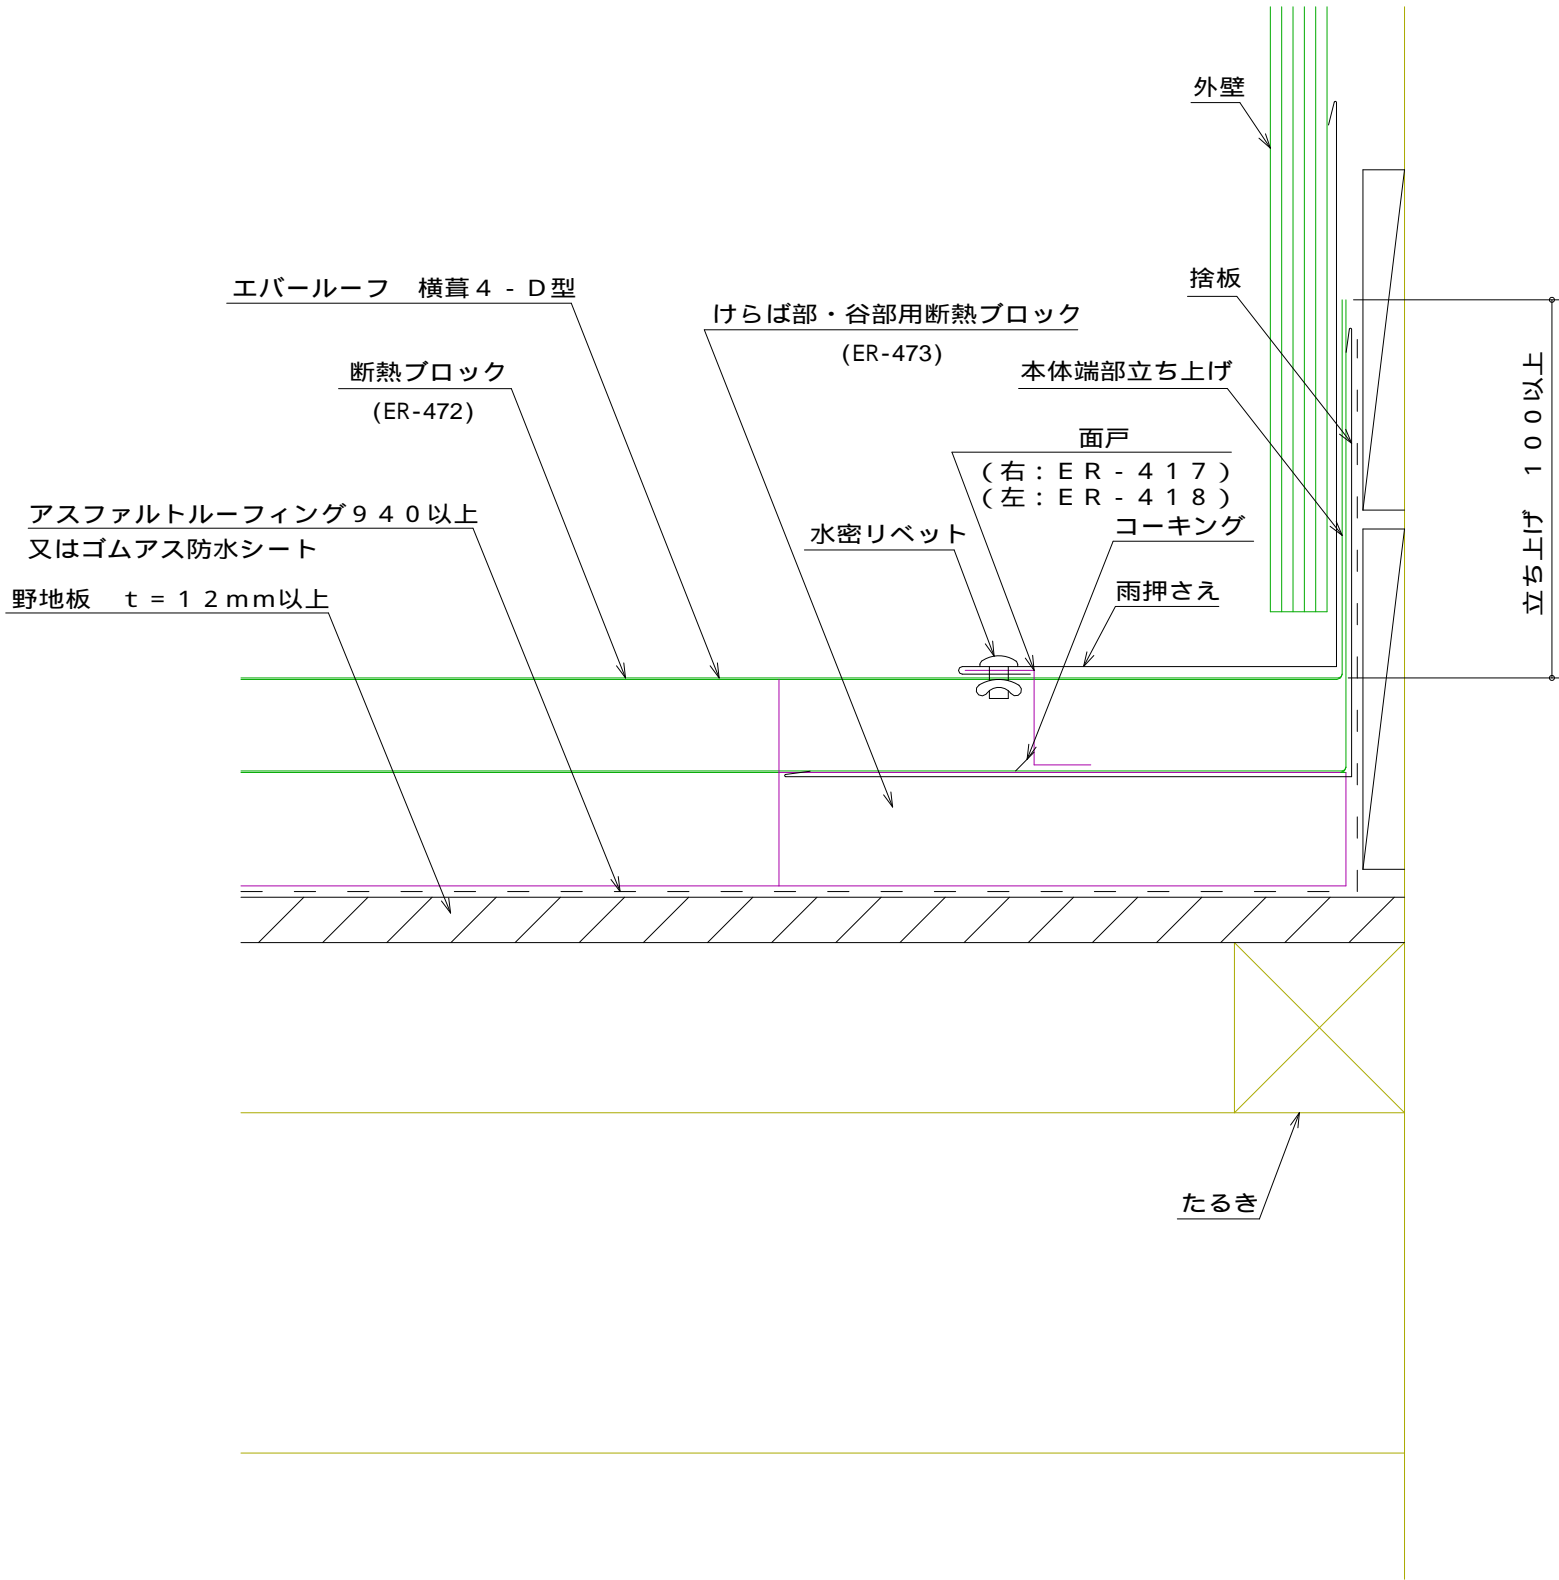 外壁
エバールーフ　横葺４-Ｄ型
捨板
けらば部・谷部用断熱ブロック
(ER-473)
断熱ブロック
(ER-472)
本体端部立ち上げ
面戸
（右：ＥＲ-４１７）
（左：ＥＲ-４１８）
立ち上げ　１００以上
アスファルトルーフィング９４０以上
又はゴムアス防水シート
水密リベット
コーキング
野地板　ｔ＝１２ｍｍ以上
雨押さえ
たるき